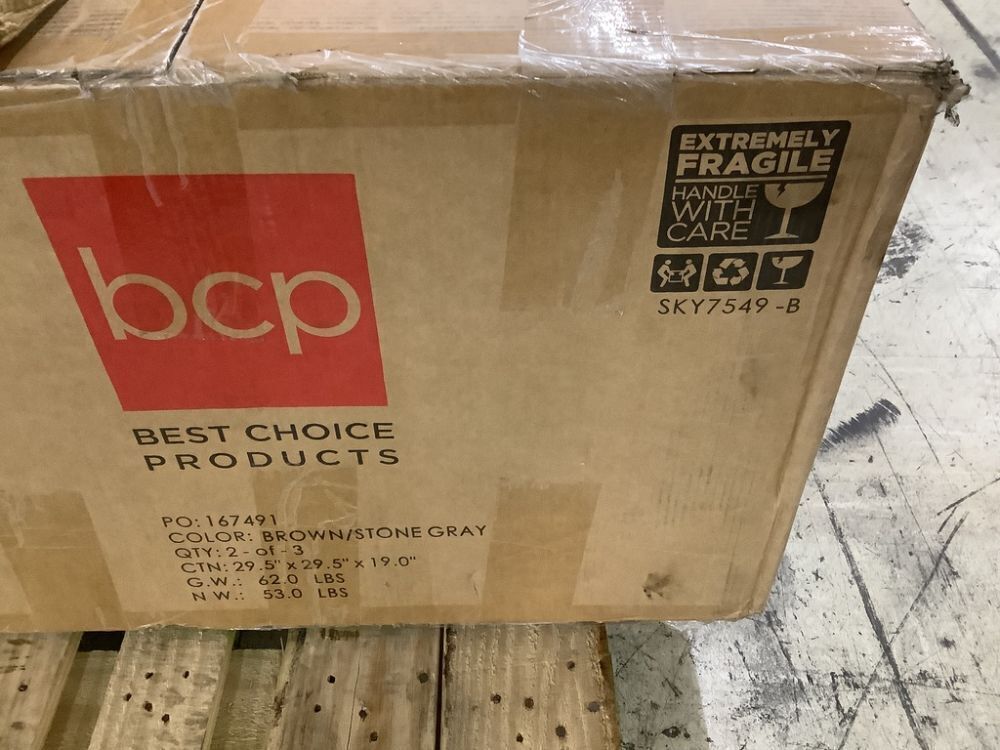 bcp
BEST CHOICE
PRODUCTS
EXTREMELY
FRAGILE
HANDLE
WITH
CARE
SKY7549 -B
PO: 167491
COLOR: BROWN/STONE GRAY
QTY: 2 - of - 3
CTN: 29.5" x 29.5" x 19.0"
G.W.: 62.0 LBS
N W.: 53.0 LBS